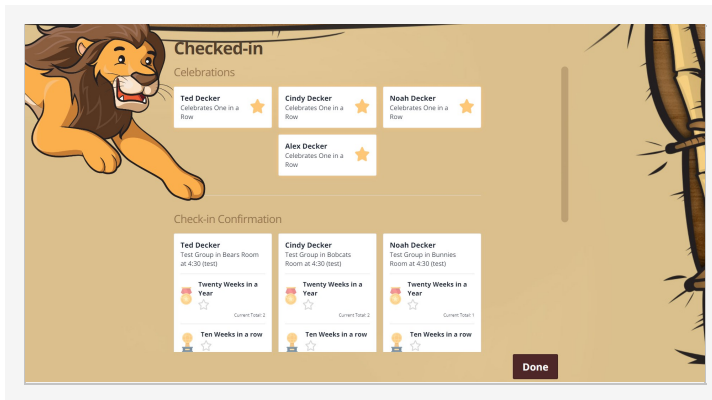 Checked-in
Celebrations
Ted Decker
Celebrates One in a
Row
Cindy Decker
Celebrates One in a
Row
Noah Decker
Celebrates One in a
Row
Alex Decker
Celebrates One in a
Row
Check-in Confirmation
Ted Decker
Test Group in Bears Room
at 4:30 (test)
Twenty Weeks in a
Year
Current Total: 2
Ten Weeks in a row
Cindy Decker
Test Group in Bobcats
Room at 4:30 (test)
Twenty Weeks in a
Year
Current Total: 2
Ten Weeks in a row
Noah Decker
Test Group in Bunnies
Room at 4:30 (test)
Twenty Weeks in a
Year
Current Total: 1
Ten Weeks in a row
Done